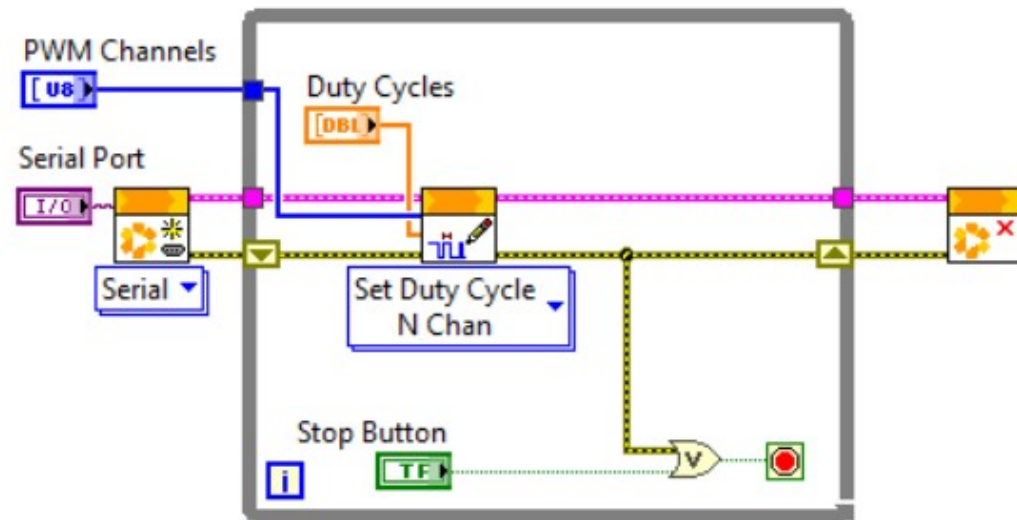 PWM Channels
[U8]
Duty Cycles
[DBL]
Serial Port
I/O
Serial
Set Duty Cycle
N Chan
Stop Button
TF
V
i